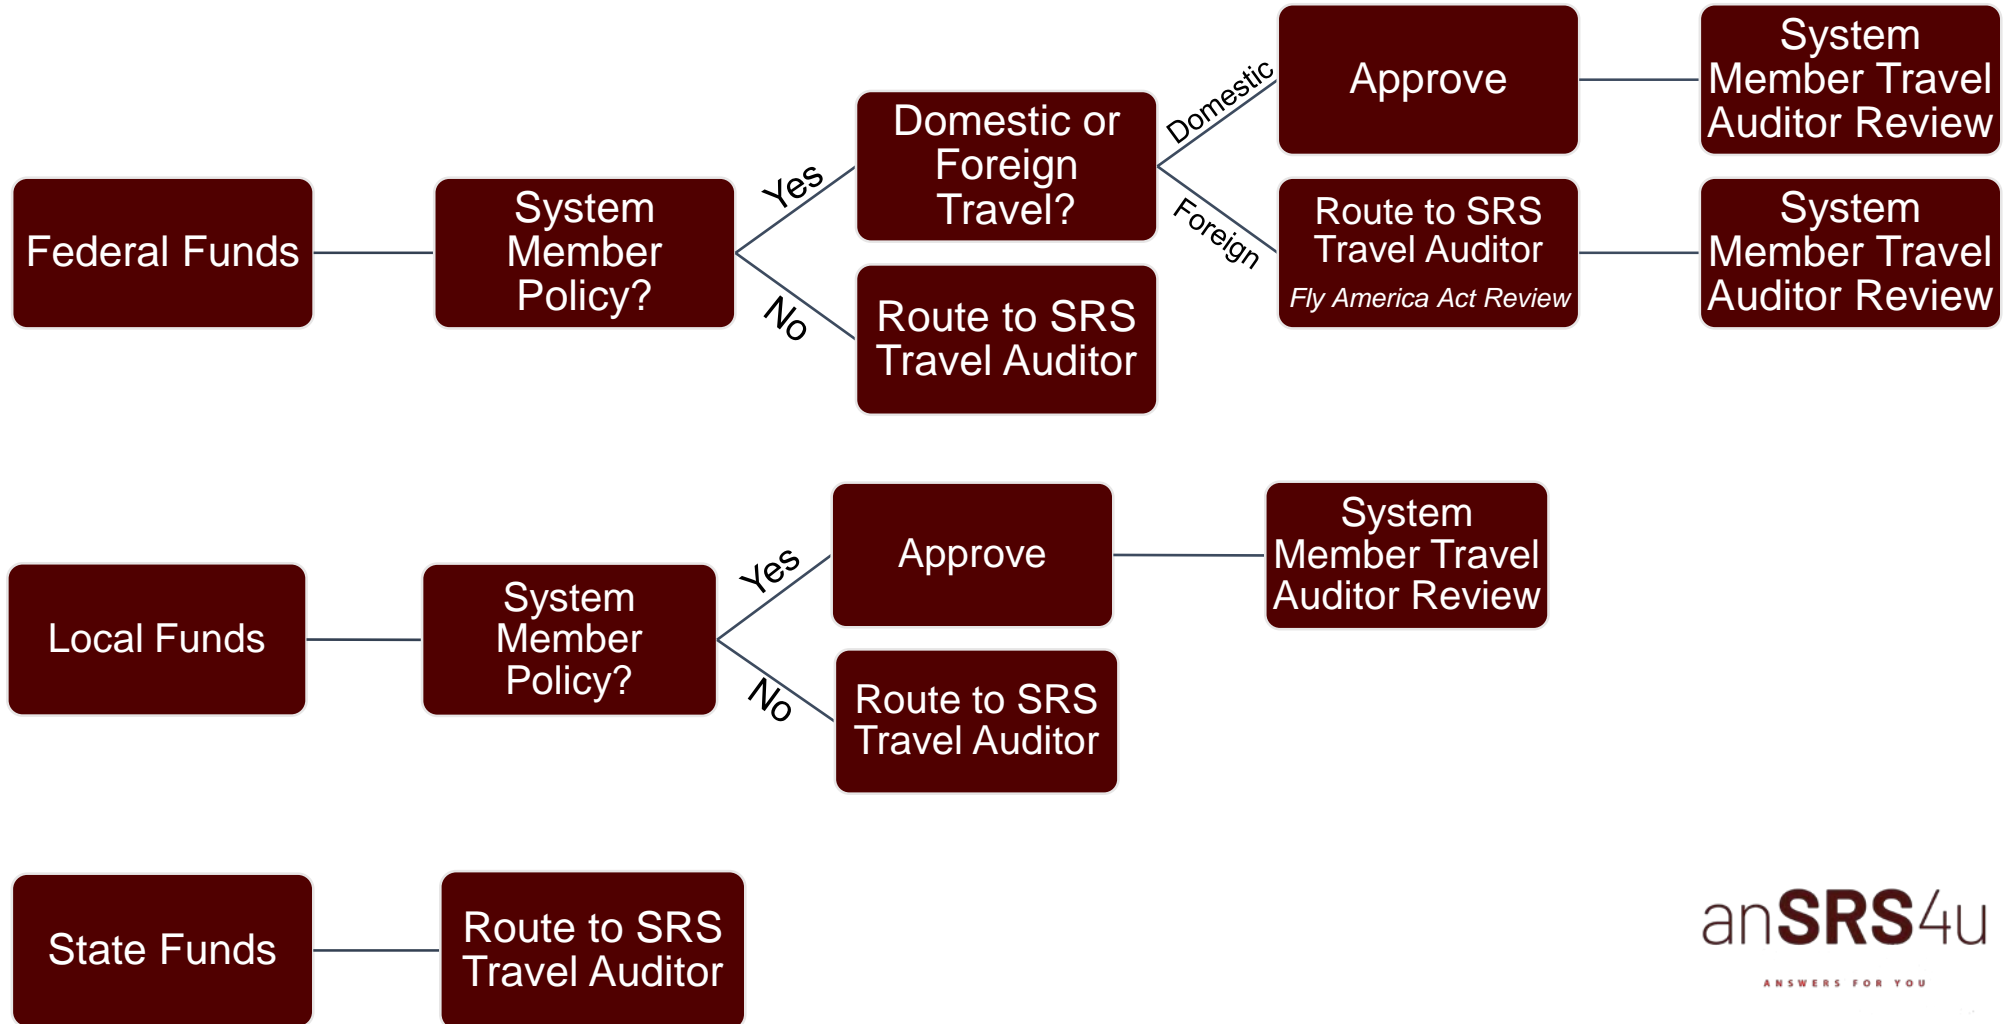 Federal Funds
System
Member
Policy?
Yes
No
Domestic or
Foreign
Travel?
Route to SRS
Travel Auditor
Domestic
Foreign
Approve
System
Member Travel
Auditor Review
Route to SRS
Travel Auditor
Fly America Act Review
System
Member Travel
Auditor Review
Local Funds
System
Member
Policy?
Yes
No
Approve
System
Member Travel
Auditor Review
Route to SRS
Travel Auditor
State Funds
Route to SRS
Travel Auditor
anSRS4u
ANSWERS FOR YOU